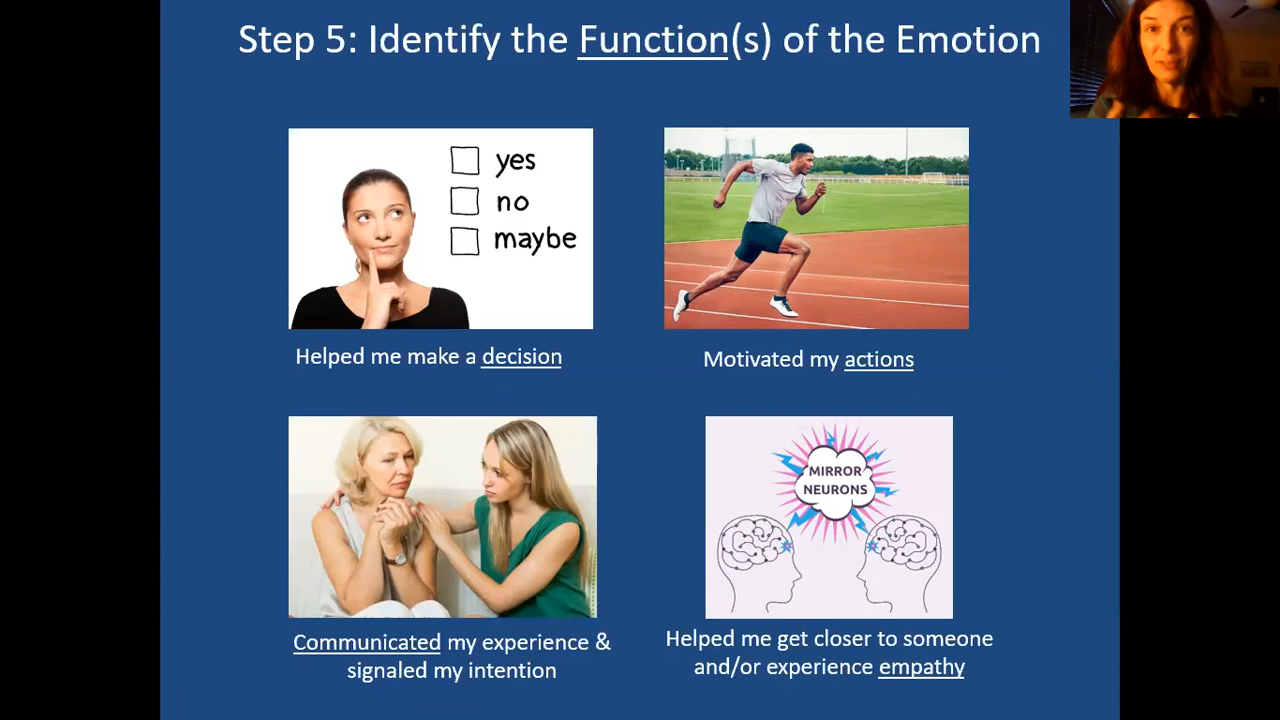 Step 5: Identify the Function(s) of the Emotion
yes
no
maybe
Helped me make a decision
Motivated my actions
MIRROR
NEURONS
Communicated my experience &
signaled my intention
Helped me get closer to someone
and/or experience empathy